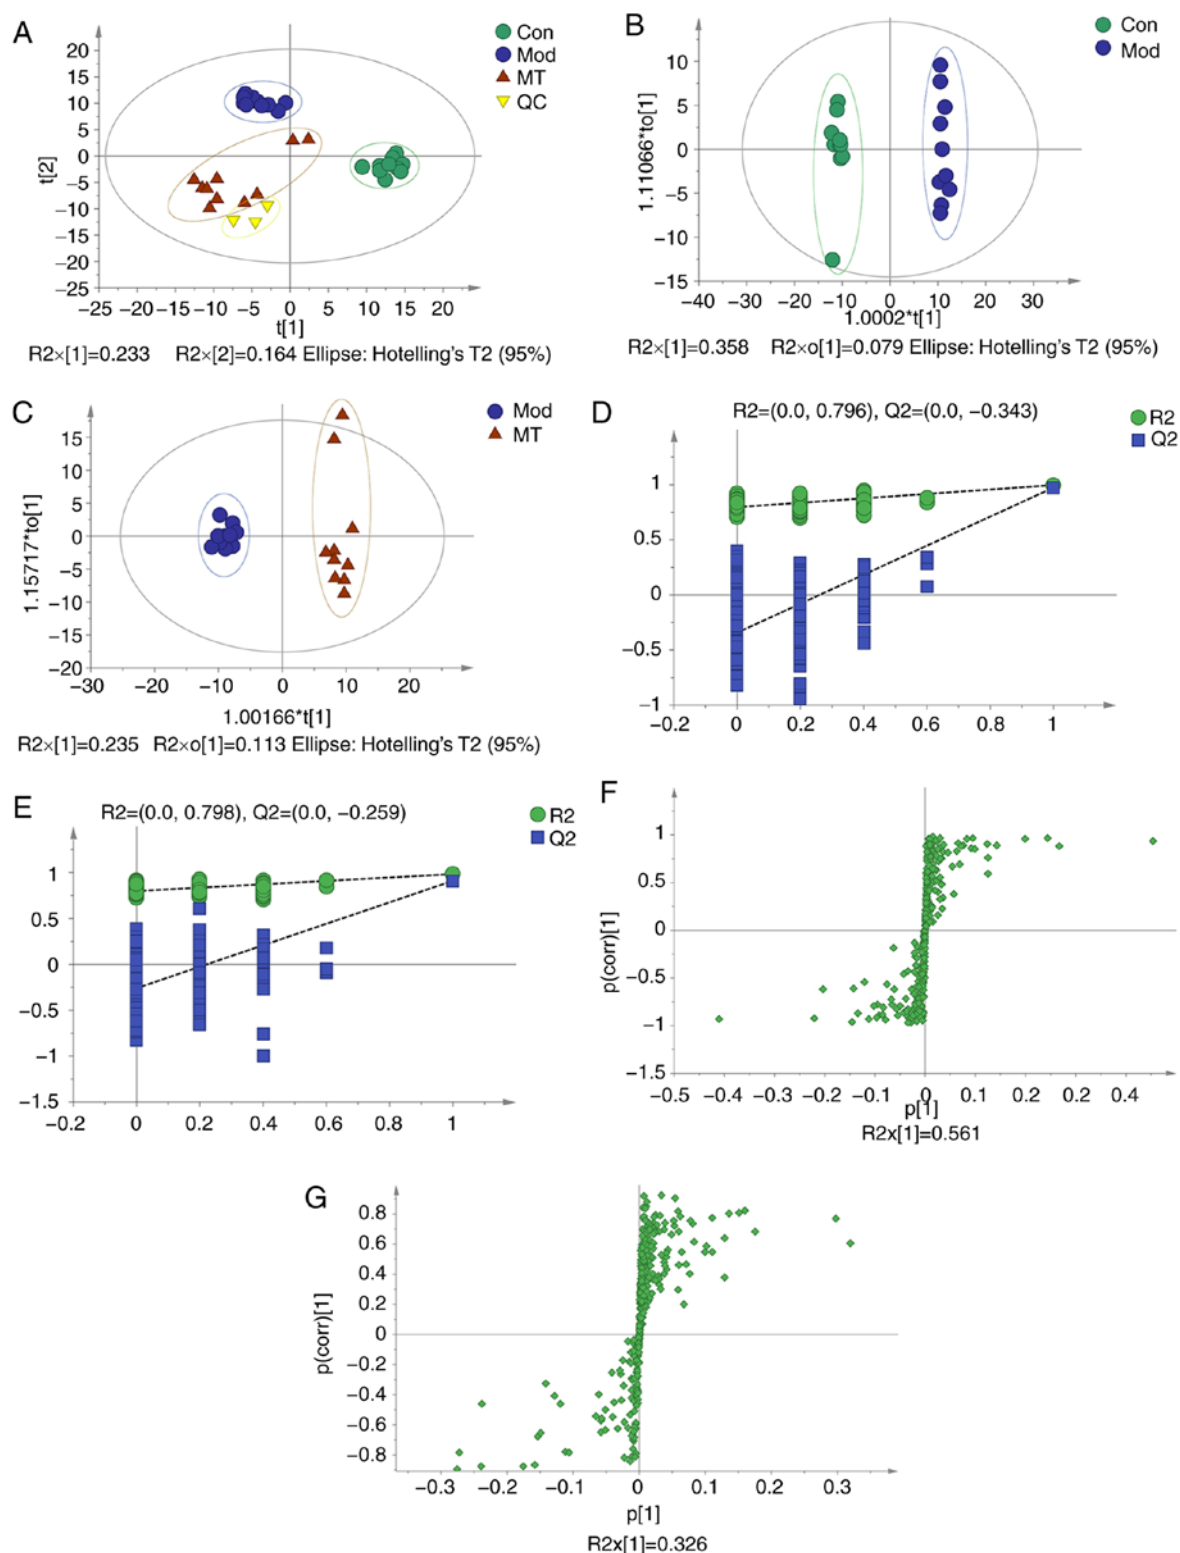 A
Con
Mod
MT
QC
20
15
10
5
0
−5
−10
−15
−20
−25
t[2]
−25 −20 −15 −10 −5 0 5 10 15 20
t[1]
R2×[1]=0.233 R2×[2]=0.164 Ellipse: Hotelling's T2 (95%)
B
Con
Mod
10
5
0
−5
−10
−15
1.11066*to[1]
−40 −30 −20 −10 0 10 20 30 40
1.0002*t[1]
R2×[1]=0.358 R2×o[1]=0.079 Ellipse: Hotelling's T2 (95%)
C
Mod
MT
15
10
5
0
−5
−10
−15
−20
1.15717*to[1]
−30 −20 −10 0 10 20
1.00166*t[1]
R2×[1]=0.235 R2×o[1]=0.113 Ellipse: Hotelling's T2 (95%)
D
R2=(0.0, 0.796), Q2=(0.0, −0.343)
R2
Q2
1
0.5
0
−0.5
−1
−0.2 0 0.2 0.4 0.6 0.8 1
E
R2=(0.0, 0.798), Q2=(0.0, −0.259)
R2
Q2
1
0.5
0
−0.5
−1
−1.5
−0.2 0 0.2 0.4 0.6 0.8 1
F
1
0.5
0
−0.5
−1
−1.5
p(corr)[1]
−0.5 −0.4 −0.3 −0.2 −0.1 0 0.1 0.2 0.2 0.4
p[1]
R2x[1]=0.561
G
0.8
0.6
0.4
0.2
0
−0.2
−0.4
−0.6
−0.8
p(corr)[1]
−0.3 −0.2 −0.1 0 0.1 0.2 0.3
p[1]
R2x[1]=0.326